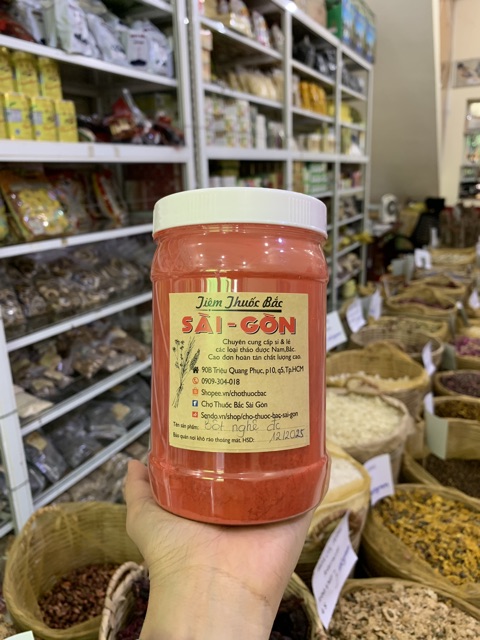 Tiệm Thuốc Bắc
SÀI-GÒN
Chuyên cung cấp sỉ & lẻ
các loại thảo dược Nam,Bắc.
Cao đơn hoàn tán chất lượng cao.
90B Triệu Quang Phục, p10, q5,Tp.HCM
0909-304-018
Shopee.vn/chothuocbac
Chợ Thuốc Bắc Sài Gòn
Sendo.vn/shop/cho-thuoc-bac-sai-gon
Tên sản phẩm: Bột nghệ đỏ
Bảo quản nơi khô ráo thoáng mát. HSD: 12/2025